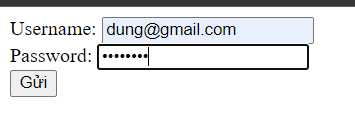 Username: dung@gmail.com
Password: ••••••••
Gửi